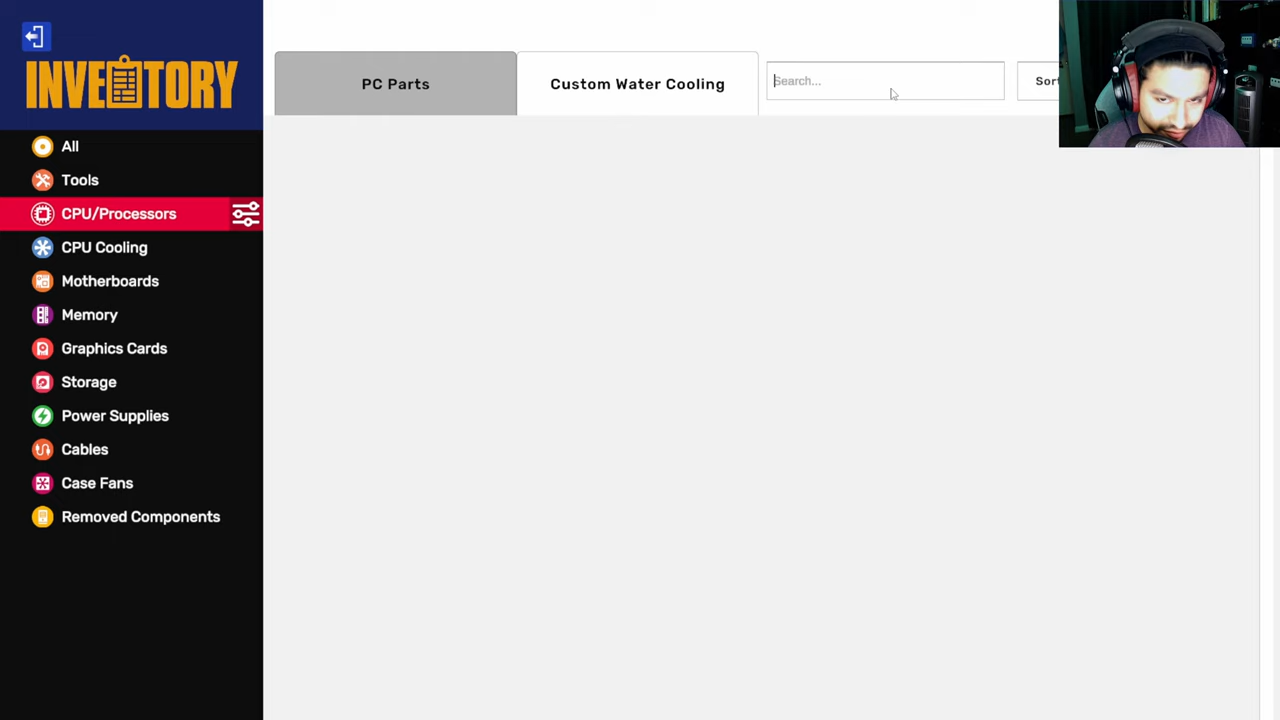 INVENTORY
PC Parts
Custom Water Cooling
Search...
Sort
All
Tools
CPU/Processors
CPU Cooling
Motherboards
Memory
Graphics Cards
Storage
Power Supplies
Cables
Case Fans
Removed Components